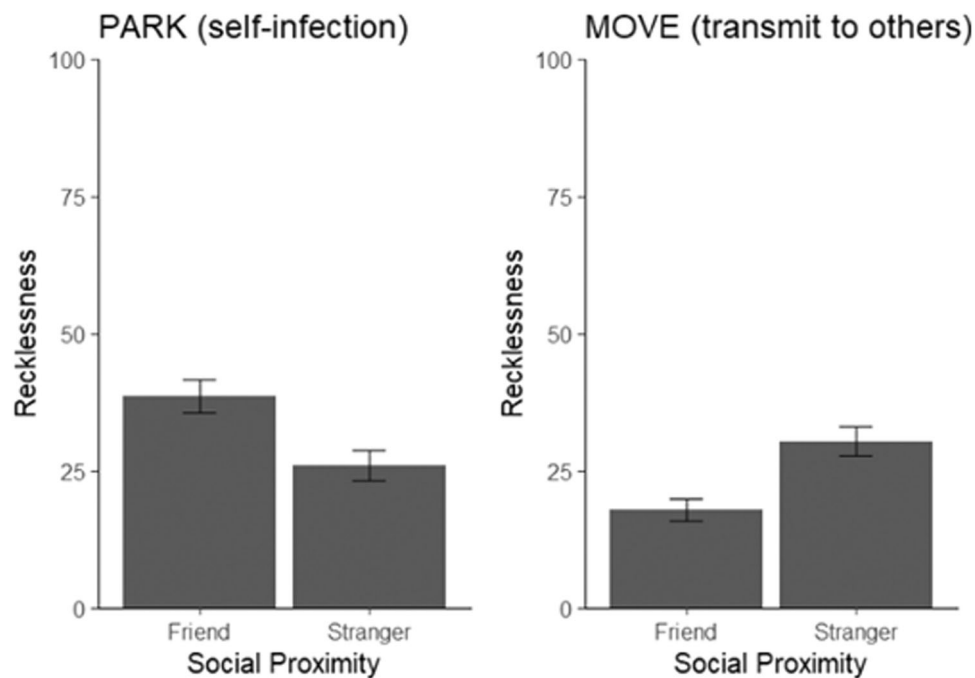 PARK (self-infection)
100
75
50
25
0
Recklessness
Friend
Stranger
Social Proximity
MOVE (transmit to others)
100
75
50
25
0
Recklessness
Friend
Stranger
Social Proximity